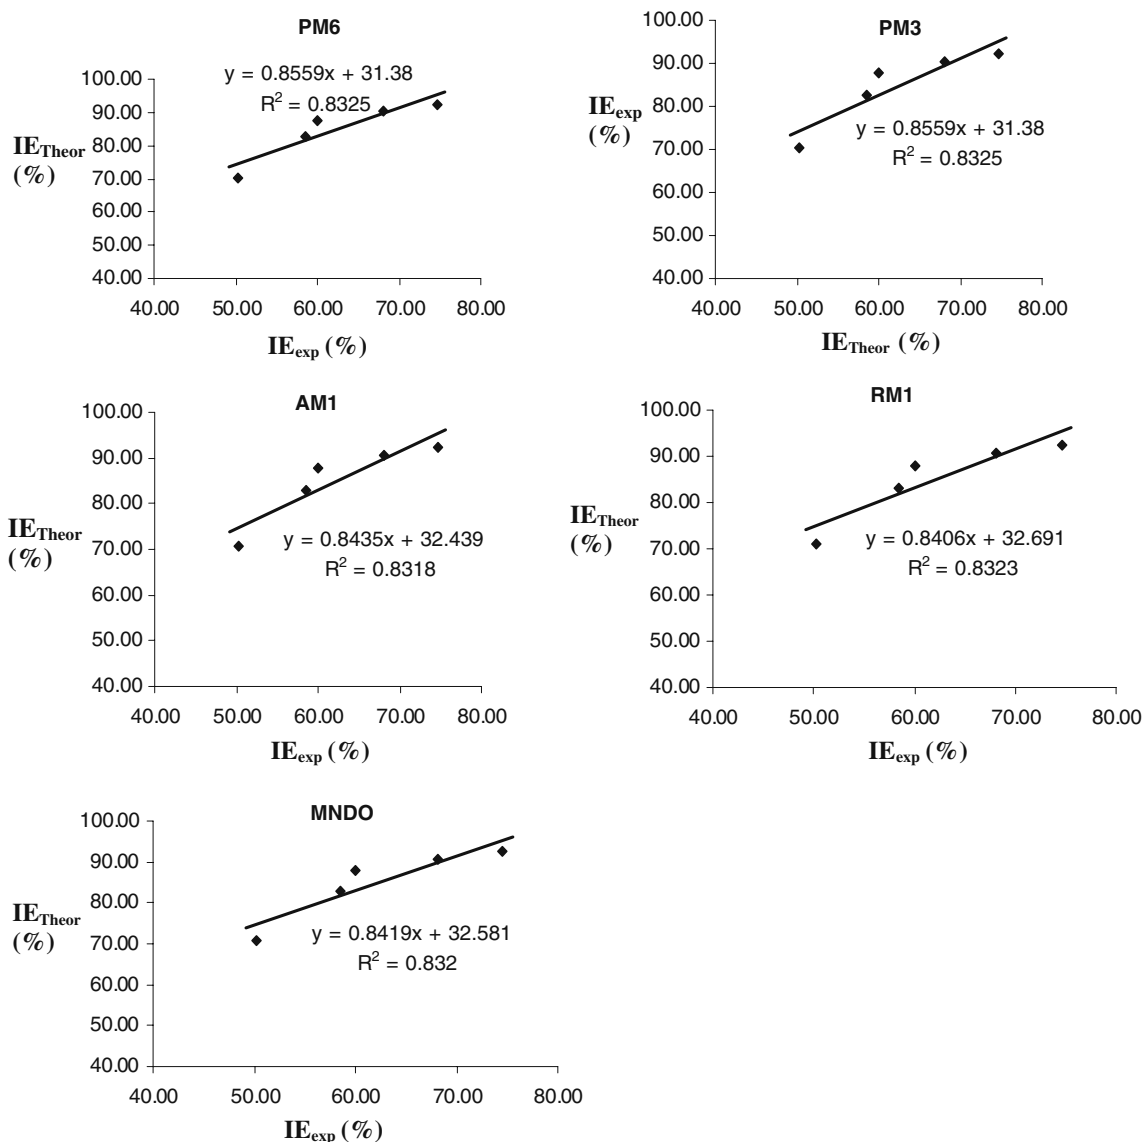 PM6
y = 0.8559x + 31.38
R² = 0.8325
IE_Theor
(%)
100.00
90.00
80.00
70.00
60.00
50.00
40.00
40.00 50.00 60.00 70.00 80.00
IE_exp (%)
PM3
IE_exp
(%)
100.00
90.00
80.00
70.00
60.00
50.00
40.00
y = 0.8559x + 31.38
R² = 0.8325
40.00 50.00 60.00 70.00 80.00
IE_Theor (%)
AM1
IE_Theor
(%)
100.00
90.00
80.00
70.00
60.00
50.00
40.00
y = 0.8435x + 32.439
R² = 0.8318
40.00 50.00 60.00 70.00 80.00
IE_exp (%)
RM1
IE_Theor
(%)
100.00
90.00
80.00
70.00
60.00
50.00
40.00
y = 0.8406x + 32.691
R² = 0.8323
40.00 50.00 60.00 70.00 80.00
IE_exp (%)
MNDO
IE_Theor
(%)
100.00
90.00
80.00
70.00
60.00
50.00
40.00
y = 0.8419x + 32.581
R² = 0.832
40.00 50.00 60.00 70.00 80.00
IE_exp (%)